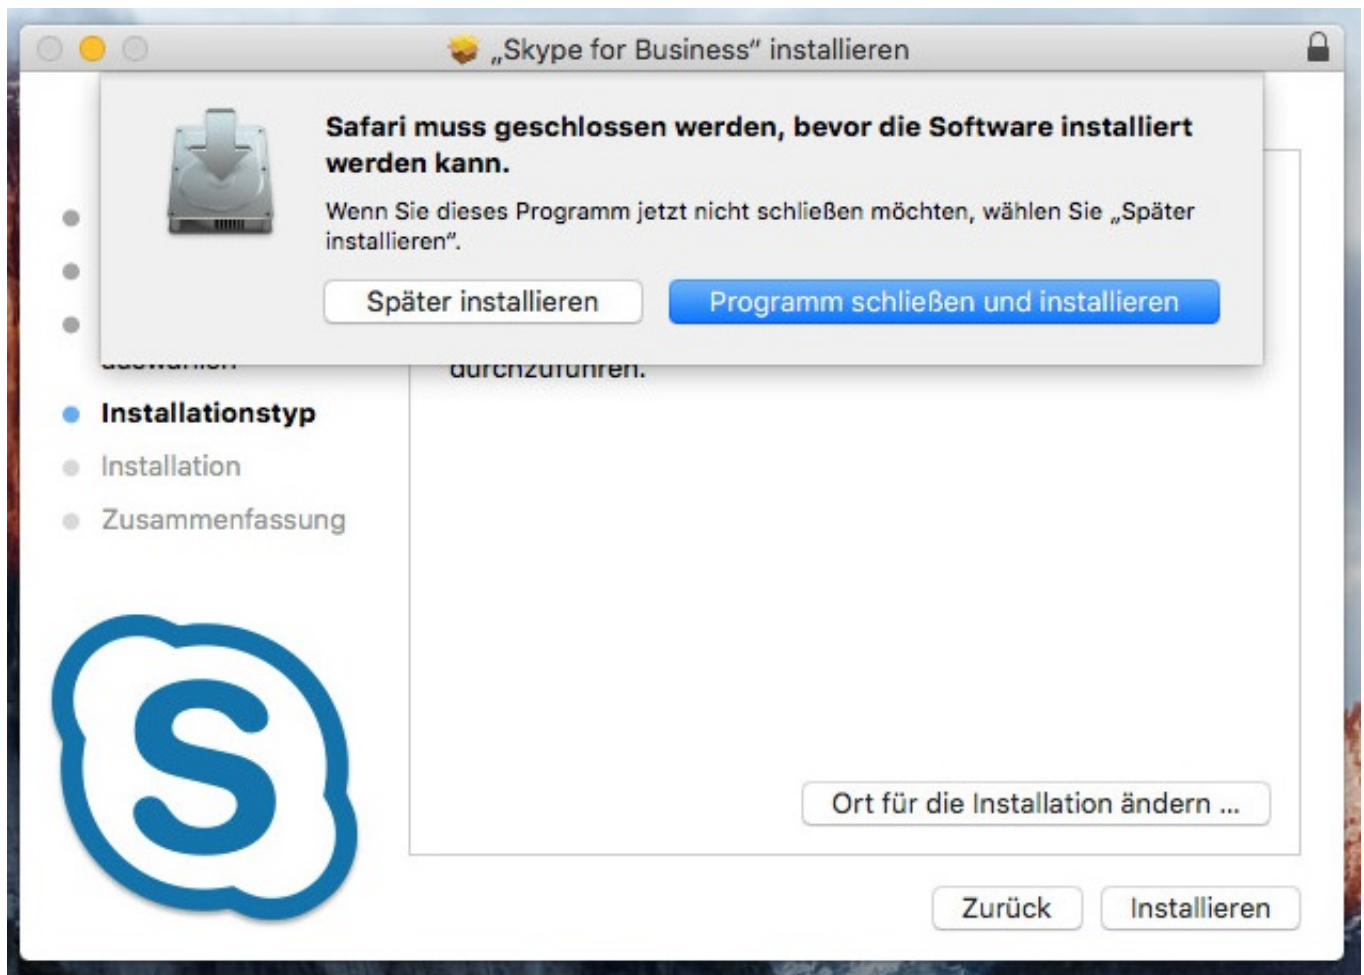 „Skype for Business“ installieren
Safari muss geschlossen werden, bevor die Software installiert
werden kann.
Wenn Sie dieses Programm jetzt nicht schließen möchten, wählen Sie „Später
installieren“.
Später installieren
Programm schließen und installieren
durchzuführen.
Installationstyp
Installation
Zusammenfassung
S
Ort für die Installation ändern ...
Zurück
Installieren